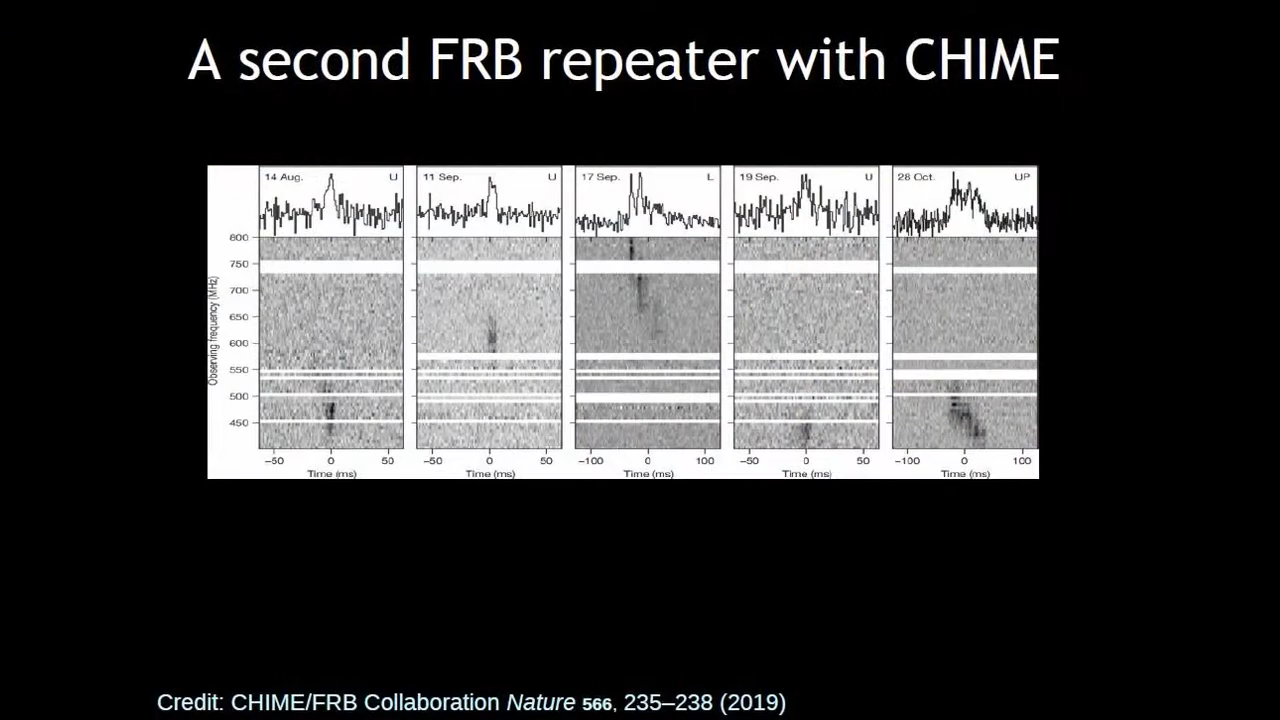 A second FRB repeater with CHIME
14 Aug. U 11 Sep. U 17 Sep. L 19 Sep. U 28 Oct. UP
Observing frequency (MHz)
800
750
700
650
600
550
500
450
−50 0 50 −50 0 50 −100 0 100 −50 0 50 −100 0 100
Time (ms) Time (ms) Time (ms) Time (ms) Time (ms)
Credit: CHIME/FRB Collaboration Nature 566, 235–238 (2019)